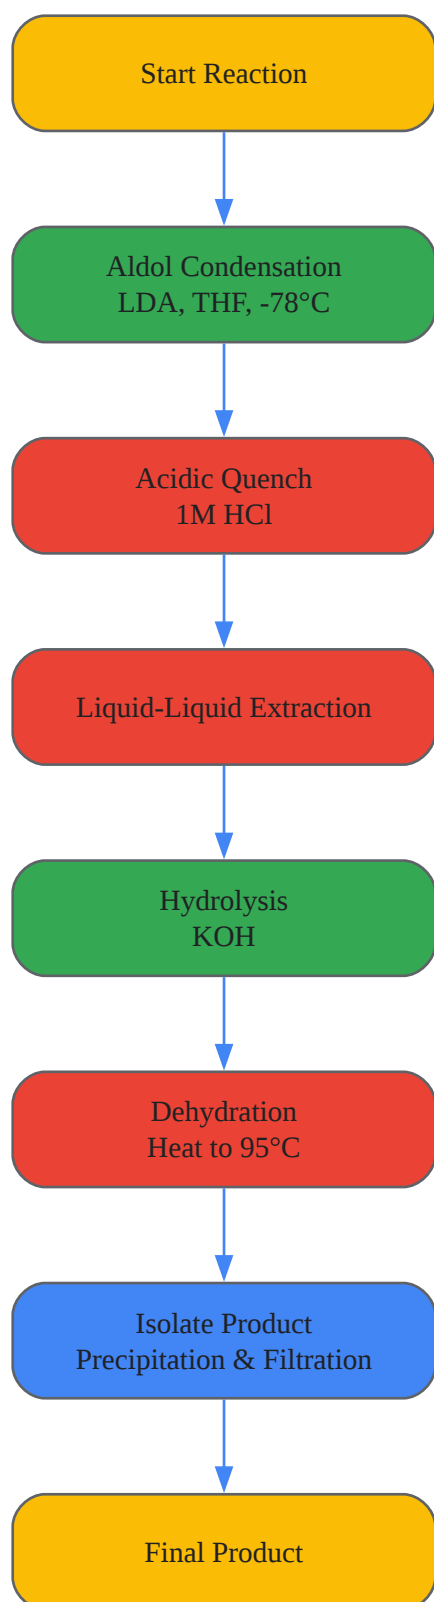 Start Reaction
Aldol Condensation
LDA, THF, -78°C
Acidic Quench
1M HCl
Liquid-Liquid Extraction
Hydrolysis
KOH
Dehydration
Heat to 95°C
Isolate Product
Precipitation & Filtration
Final Product